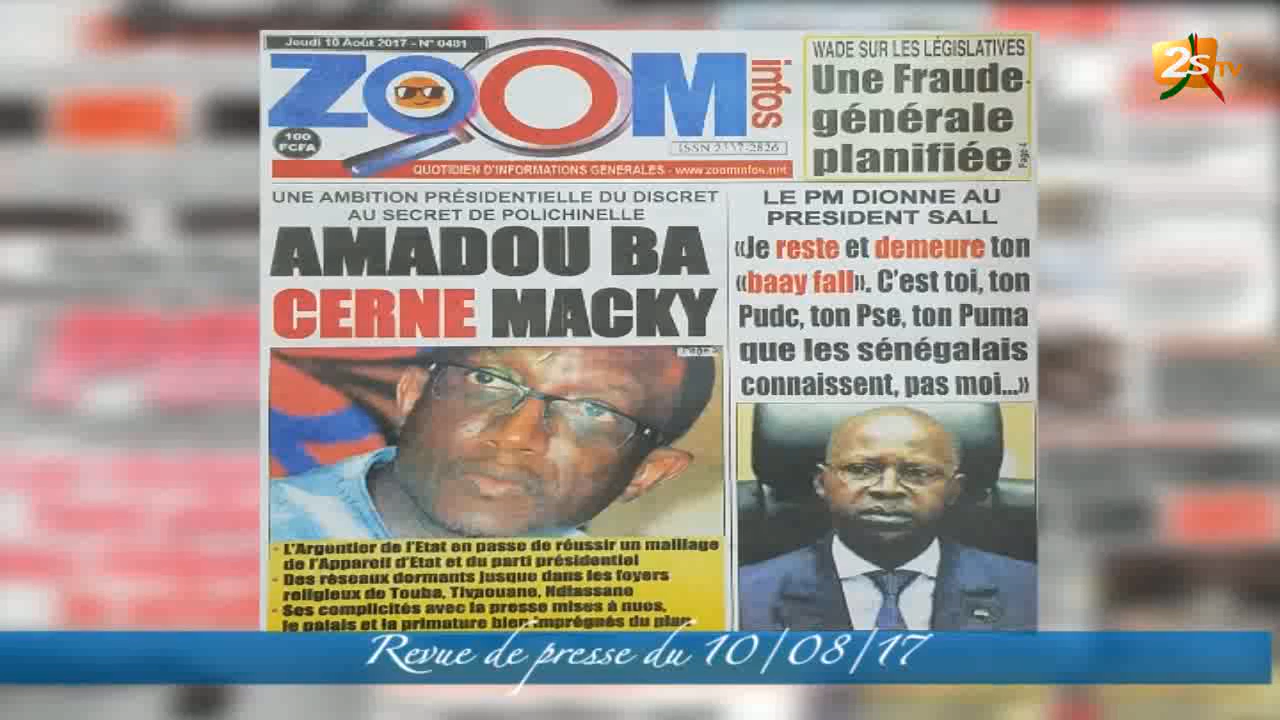 Jeudi 10 Août 2017 - N° 0481
ZOOM
infos
100
FCFA
ISSN 2337-2826
QUOTIDIEN D'INFORMATIONS GENERALES - www.zoominfos.net
WADE SUR LES LÉGISLATIVES
Une Fraude
générale
planifiée
Page 4
2s TV
UNE AMBITION PRÉSIDENTIELLE DU DISCRET
AU SECRET DE POLICHINELLE
AMADOU BA
CERNE MACKY
Page
- L'Argentier de l'Etat en passe de réussir un maillage
de l'Appareil d'Etat et du parti présidentiel
- Des réseaux dormants jusque dans les foyers
religieux de Touba, Tivaouane, Ndiassane
- Ses complicités avec la presse mises à nues,
le palais et la primature bien imprégnés du plan
LE PM DIONNE AU
PRESIDENT SALL
«Je reste et demeure ton
«baay fall». C'est toi, ton
Pudc, ton Pse, ton Puma
que les sénégalais
connaissent, pas moi...»
Revue de presse du 10/08/17